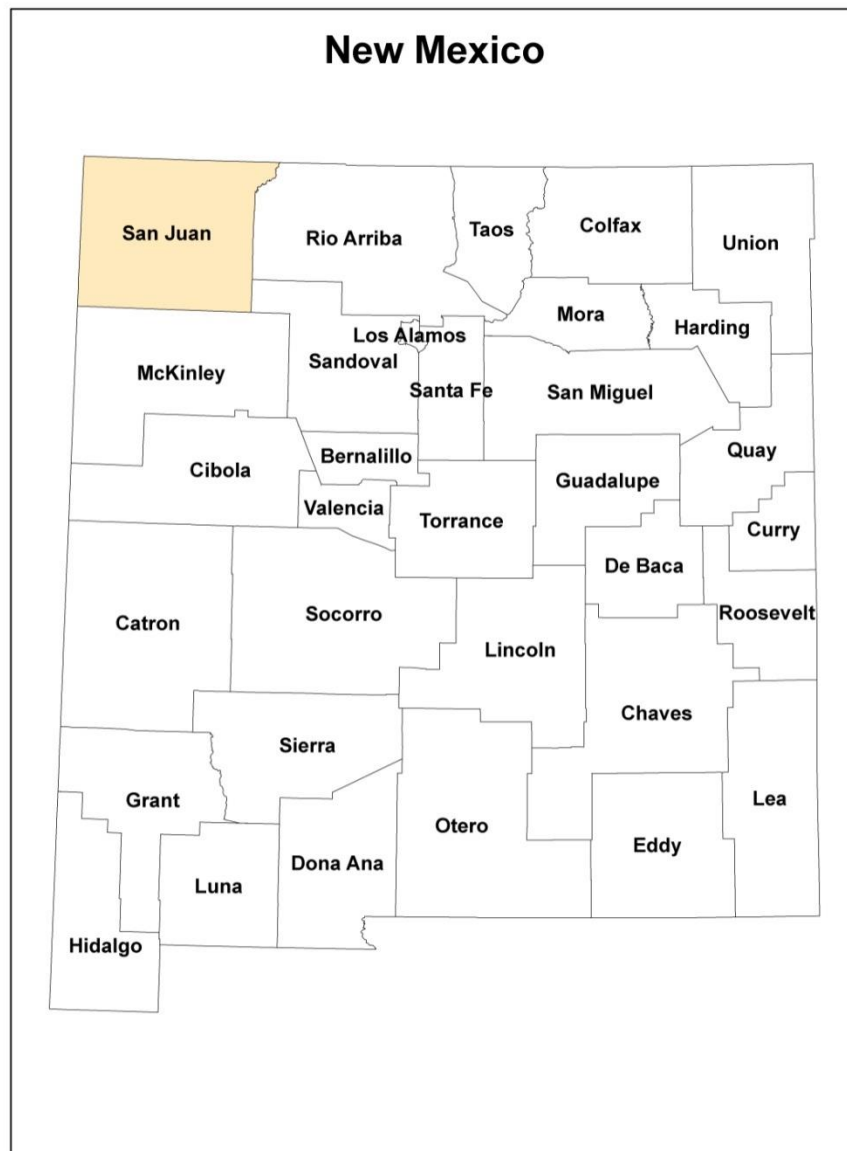 New Mexico
San Juan
Rio Arriba
Taos
Colfax
Union
Mora
Harding
Los Alamos
Sandoval
McKinley
Santa Fe
San Miguel
Quay
Bernalillo
Cibola
Guadalupe
Valencia
Torrance
Curry
De Baca
Roosevelt
Catron
Socorro
Lincoln
Chaves
Sierra
Grant
Lea
Otero
Eddy
Dona Ana
Luna
Hidalgo